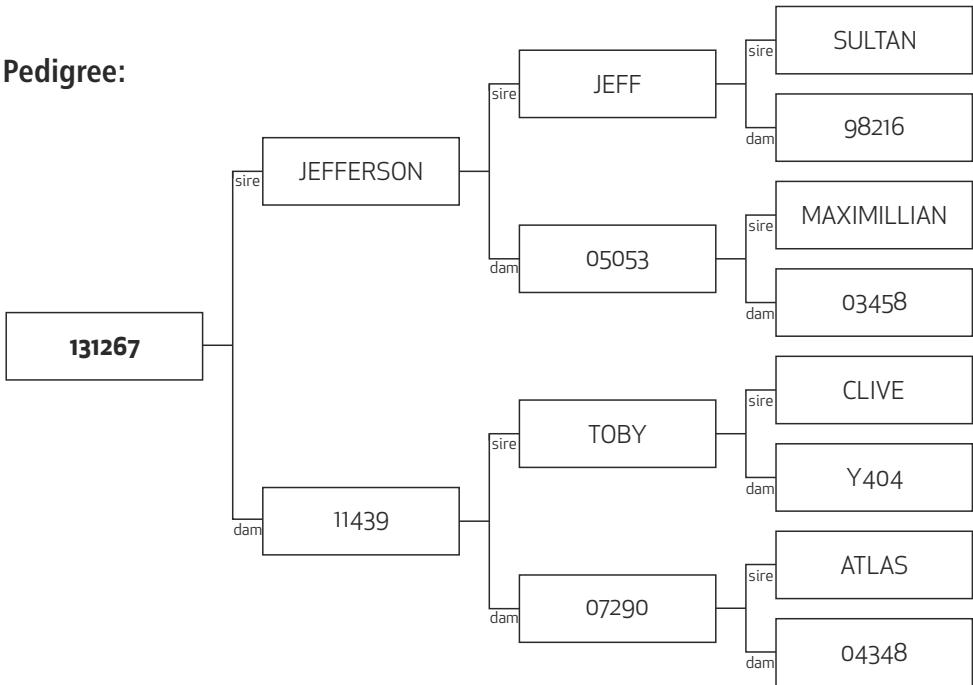 Pedigree:
131267
sire
JEFFERSON
dam
11439
sire
JEFF
dam
05053
sire
TOBY
dam
07290
sire
SULTAN
dam
98216
sire
MAXIMILLIAN
dam
03458
sire
CLIVE
dam
Y404
sire
ATLAS
dam
04348